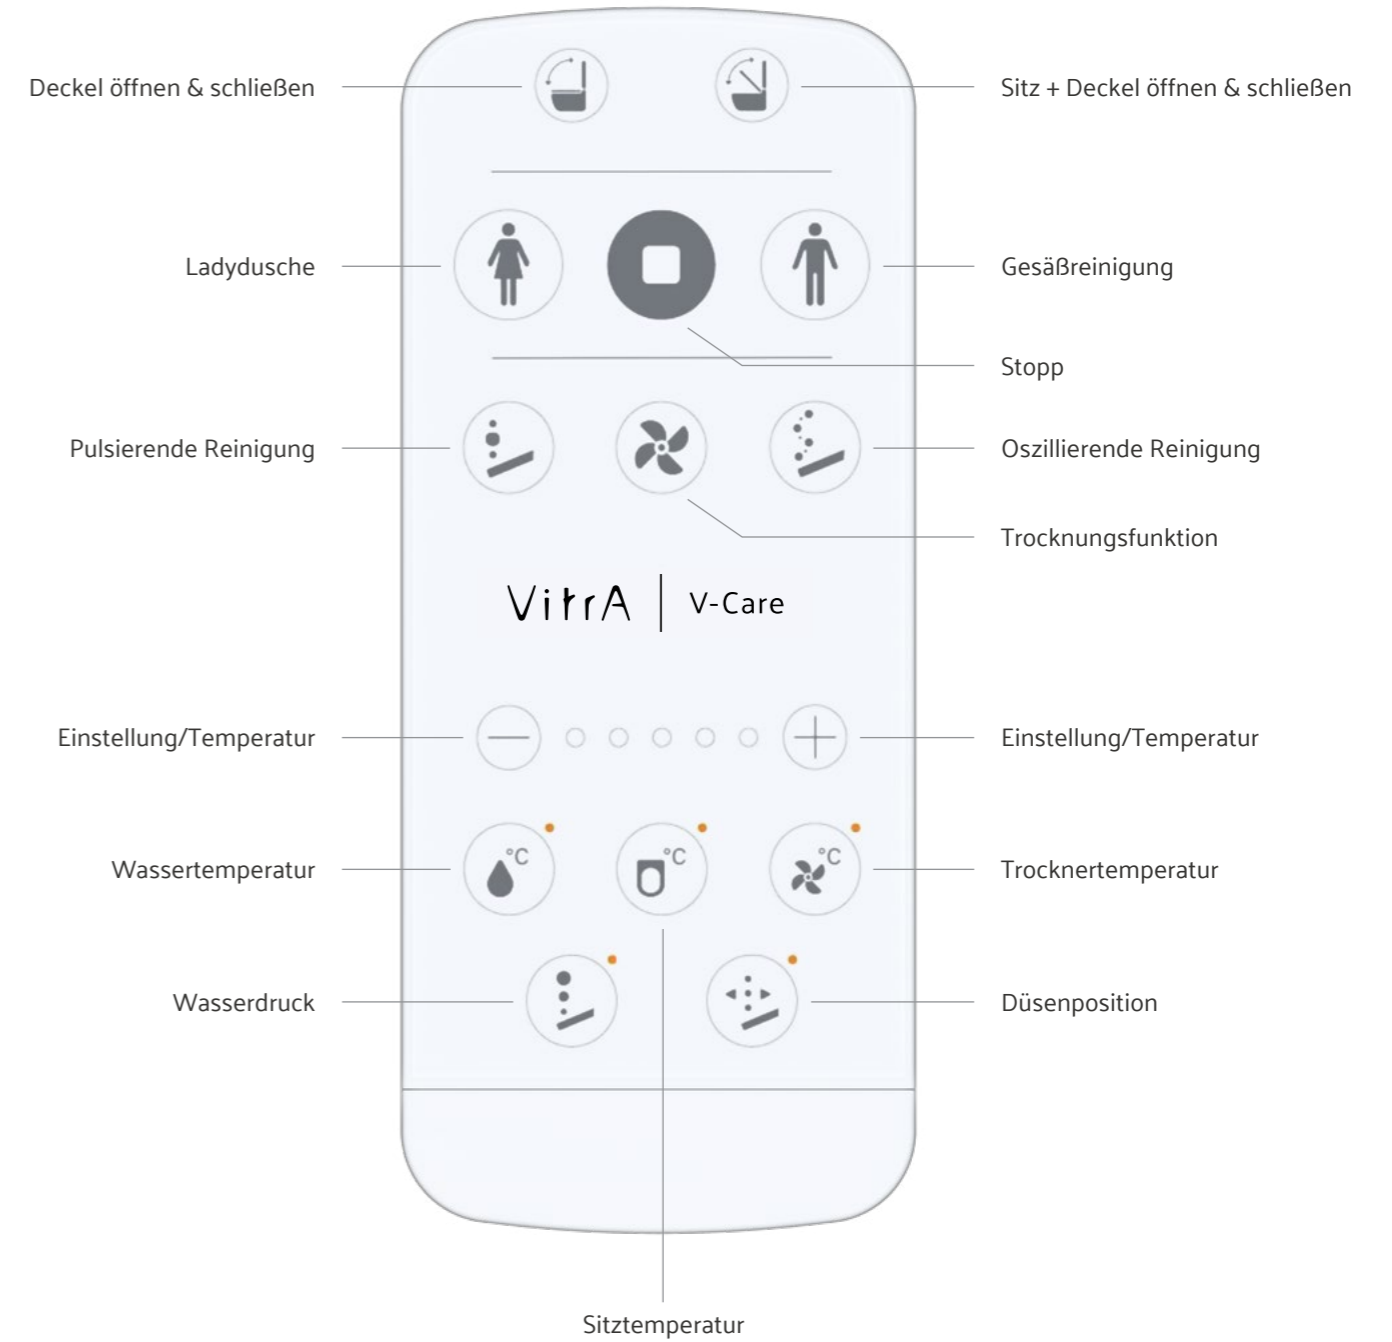 Deckel öffnen & schließen
Sitz + Deckel öffnen & schließen
Ladydusche
Gesäßreinigung
Stopp
Pulsierende Reinigung
Oszillierende Reinigung
Trocknungsfunktion
VitrA | V-Care
Einstellung/Temperatur
Einstellung/Temperatur
°C
°C
°C
Wassertemperatur
Trocknertemperatur
Wasserdruck
Düsenposition
Sitztemperatur